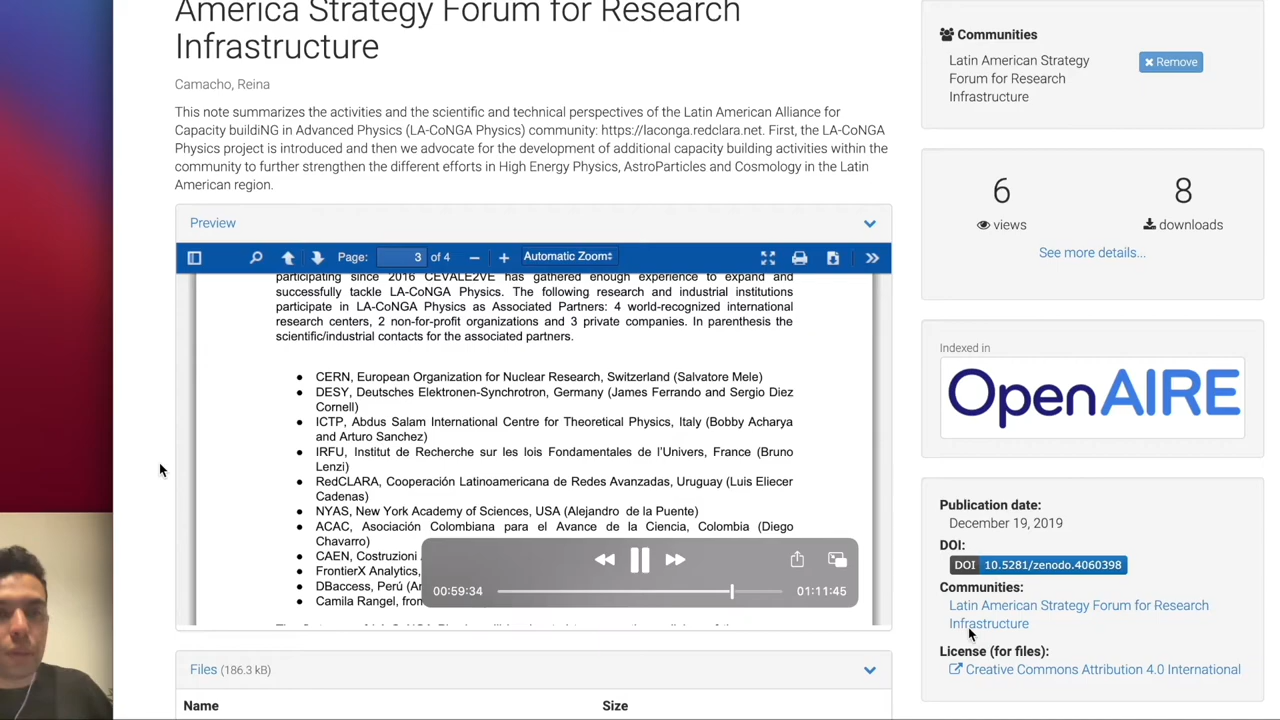 America Strategy Forum for Research
Infrastructure
Camacho, Reina
This note summarizes the activities and the scientific and technical perspectives of the Latin American Alliance for
Capacity buildiNG in Advanced Physics (LA-CoNGA Physics) community: https://laconga.redclara.net. First, the LA-CoNGA
Physics project is introduced and then we advocate for the development of additional capacity building activities within the
community to further strengthen the different efforts in High Energy Physics, AstroParticles and Cosmology in the Latin
American region.
Preview
Page: 3 of 4 Automatic Zoom
participating since 2016 CEVALE2VE has gathered enough experience to expand and
successfully tackle LA-CoNGA Physics. The following research and industrial institutions
participate in LA-CoNGA Physics as Associated Partners: 4 world-recognized international
research centers, 2 non-for-profit organizations and 3 private companies. In parenthesis the
scientific/industrial contacts for the associated partners.
● CERN, European Organization for Nuclear Research, Switzerland (Salvatore Mele)
● DESY, Deutsches Elektronen-Synchrotron, Germany (James Ferrando and Sergio Diez
Cornell)
● ICTP, Abdus Salam International Centre for Theoretical Physics, Italy (Bobby Acharya
and Arturo Sanchez)
● IRFU, Institut de Recherche sur les lois Fondamentales de l'Univers, France (Bruno
Lenzi)
● RedCLARA, Cooperación Latinoamericana de Redes Avanzadas, Uruguay (Luis Eliecer
Cadenas)
● NYAS, New York Academy of Sciences, USA (Alejandro de la Puente)
● ACAC, Asociación Colombiana para el Avance de la Ciencia, Colombia (Diego
Chavarro)
● CAEN, Costruzioni
● FrontierX Analytics,
● DBaccess, Perú
● Camila Rangel,
00:59:34 01:11:45
Files (186.3 kB)
Name Size
Communities
Latin American Strategy
Forum for Research
Infrastructure
Remove
6 8
views downloads
See more details...
Indexed in
OpenAIRE
Publication date:
December 19, 2019
DOI:
DOI 10.5281/zenodo.4060398
Communities:
Latin American Strategy Forum for Research
Infrastructure
License (for files):
Creative Commons Attribution 4.0 International